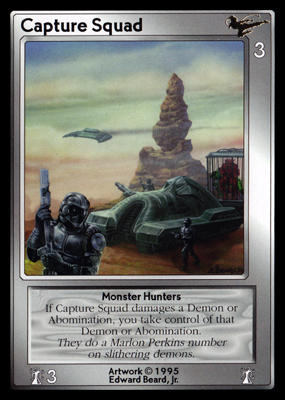 Capture Squad
3
Monster Hunters
If Capture Squad damages a Demon or
Abomination, you take control of that
Demon or Abomination.
They do a Marlon Perkins number
on slithering demons.
3
Artwork © 1995
Edward Beard, Jr.
1